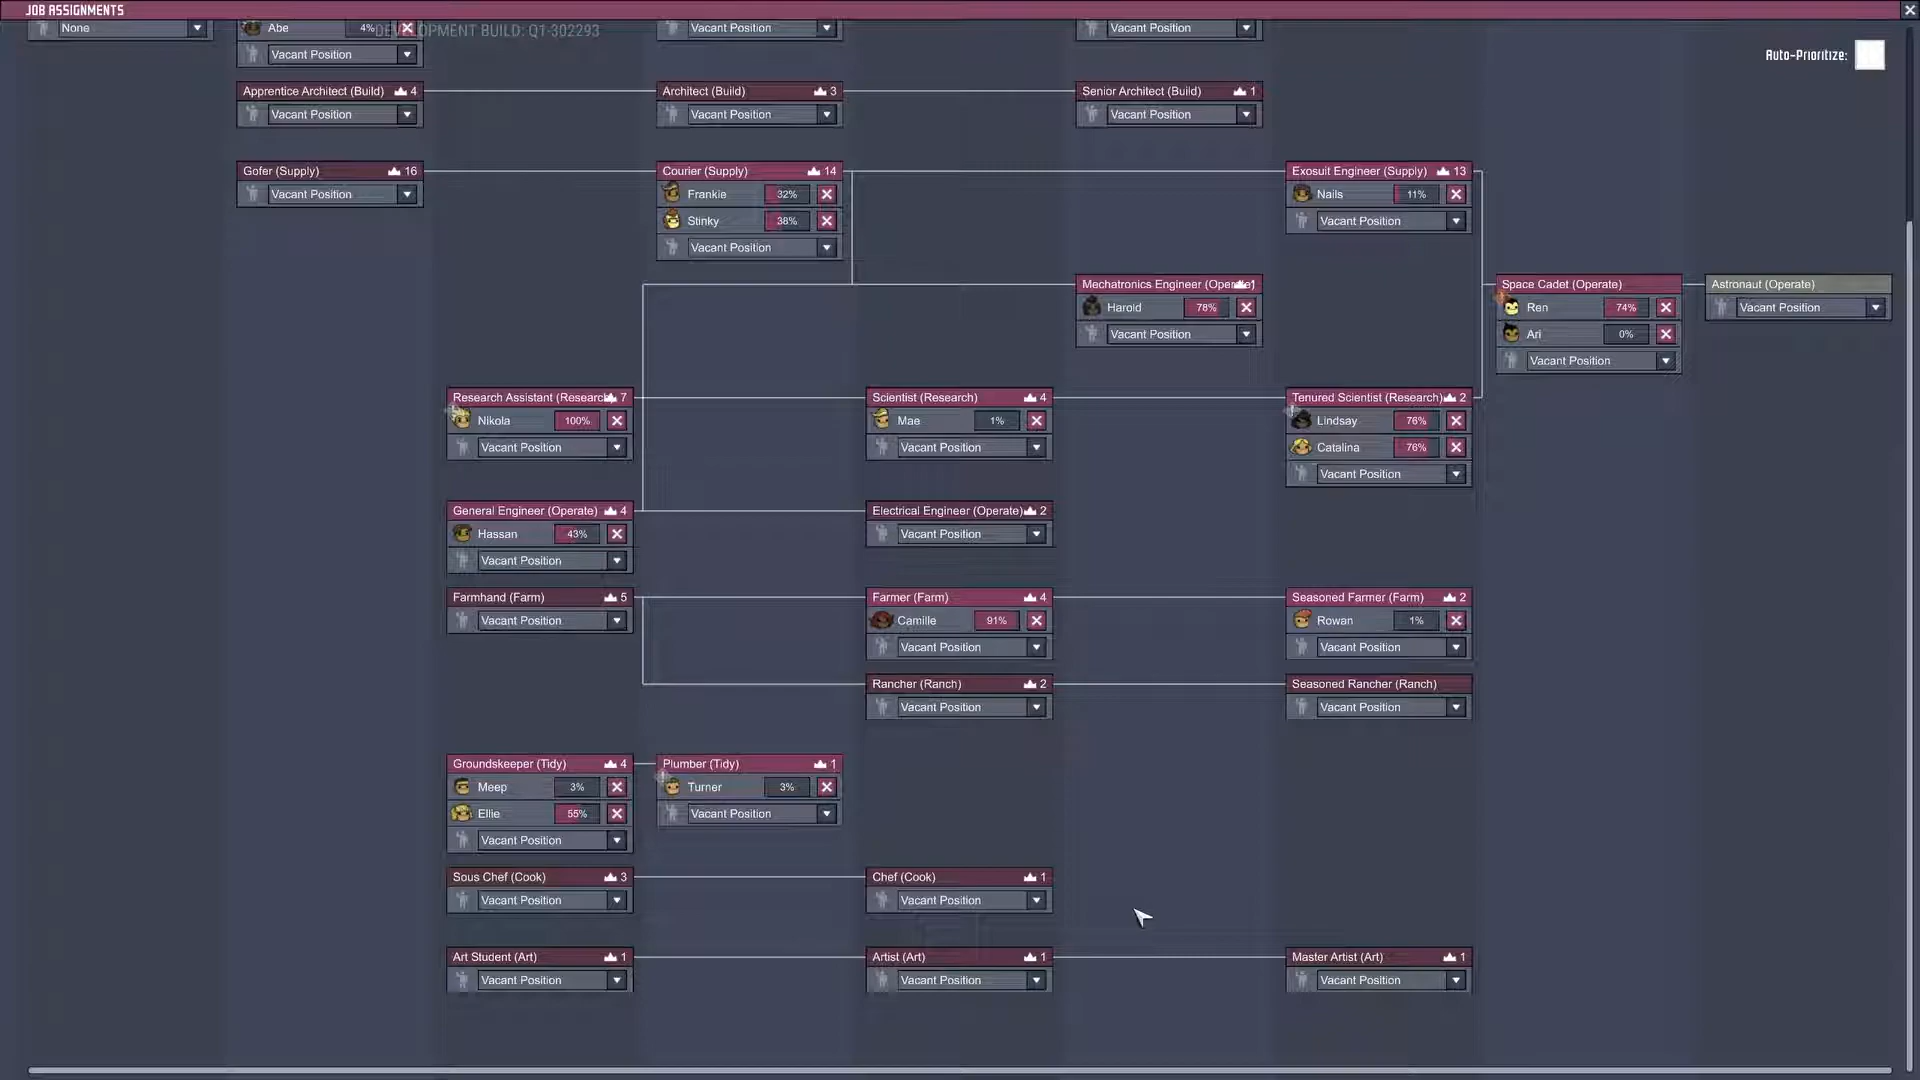 JOB ASSIGNMENTS
None
Abe 4%
DEVELOPMENT BUILD: Q1-302293
Vacant Position
Vacant Position
Vacant Position
Auto-Prioritize:
Apprentice Architect (Build) 4
Vacant Position
Architect (Build) 3
Vacant Position
Senior Architect (Build) 1
Vacant Position
Gofer (Supply) 16
Vacant Position
Courier (Supply) 14
Frankie 32%
Stinky 38%
Vacant Position
Exosuit Engineer (Supply) 13
Nails 11%
Vacant Position
Mechatronics Engineer (Operate) 1
Harold 78%
Vacant Position
Space Cadet (Operate)
Ren 74%
Ari 0%
Vacant Position
Astronaut (Operate)
Vacant Position
Research Assistant (Research 7
Nikola 100%
Vacant Position
Scientist (Research) 4
Mae 1%
Vacant Position
Tenured Scientist (Research) 2
Lindsay 76%
Catalina 76%
Vacant Position
General Engineer (Operate) 4
Hassan 43%
Vacant Position
Electrical Engineer (Operate) 2
Vacant Position
Farmhand (Farm) 5
Vacant Position
Farmer (Farm) 4
Camille 91%
Vacant Position
Seasoned Farmer (Farm) 2
Rowan 1%
Vacant Position
Rancher (Ranch) 2
Vacant Position
Seasoned Rancher (Ranch)
Vacant Position
Groundskeeper (Tidy) 4
Meep 3%
Ellie 55%
Vacant Position
Plumber (Tidy) 1
Turner 3%
Vacant Position
Sous Chef (Cook) 3
Vacant Position
Chef (Cook) 1
Vacant Position
Art Student (Art) 1
Vacant Position
Artist (Art) 1
Vacant Position
Master Artist (Art) 1
Vacant Position